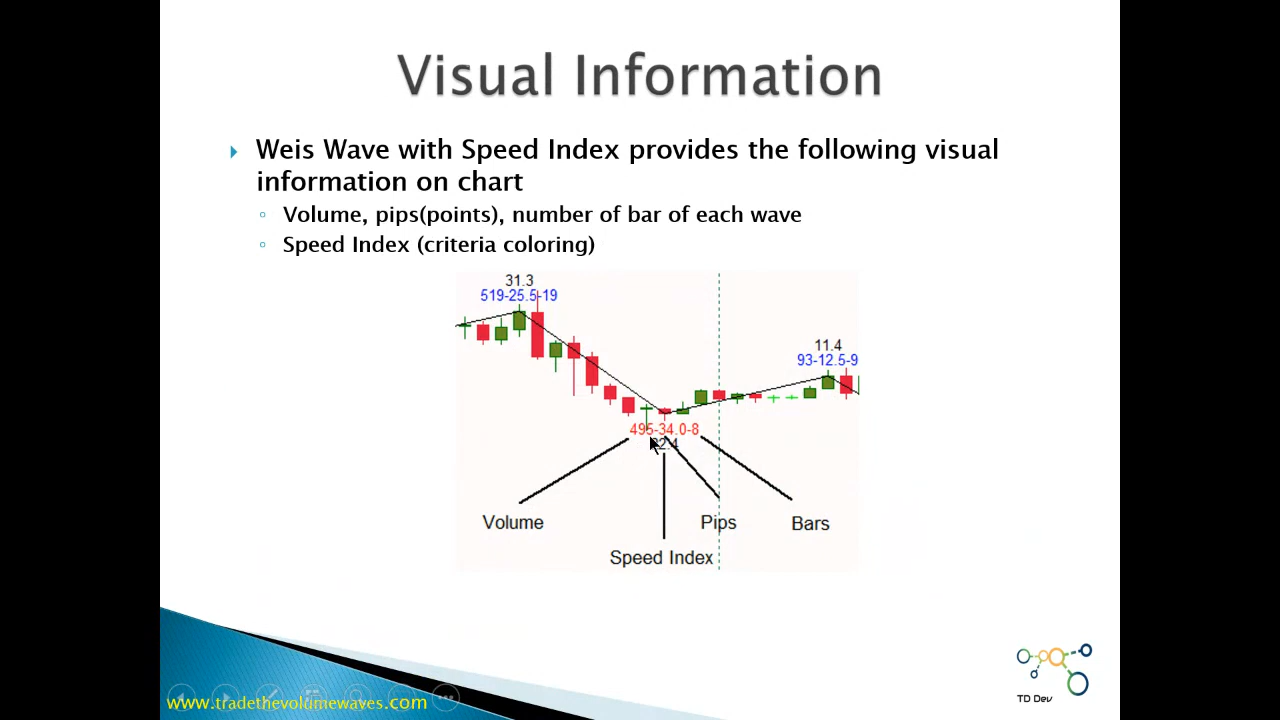 Visual Information
Weis Wave with Speed Index provides the following visual
information on chart
Volume, pips(points), number of bar of each wave
Speed Index (criteria coloring)
31.3
519-25.5-19
11.4
93-12.5-9
495-34.0-8
Volume
Pips
Bars
Speed Index
TD Dev
www.tradethevolumewaves.com